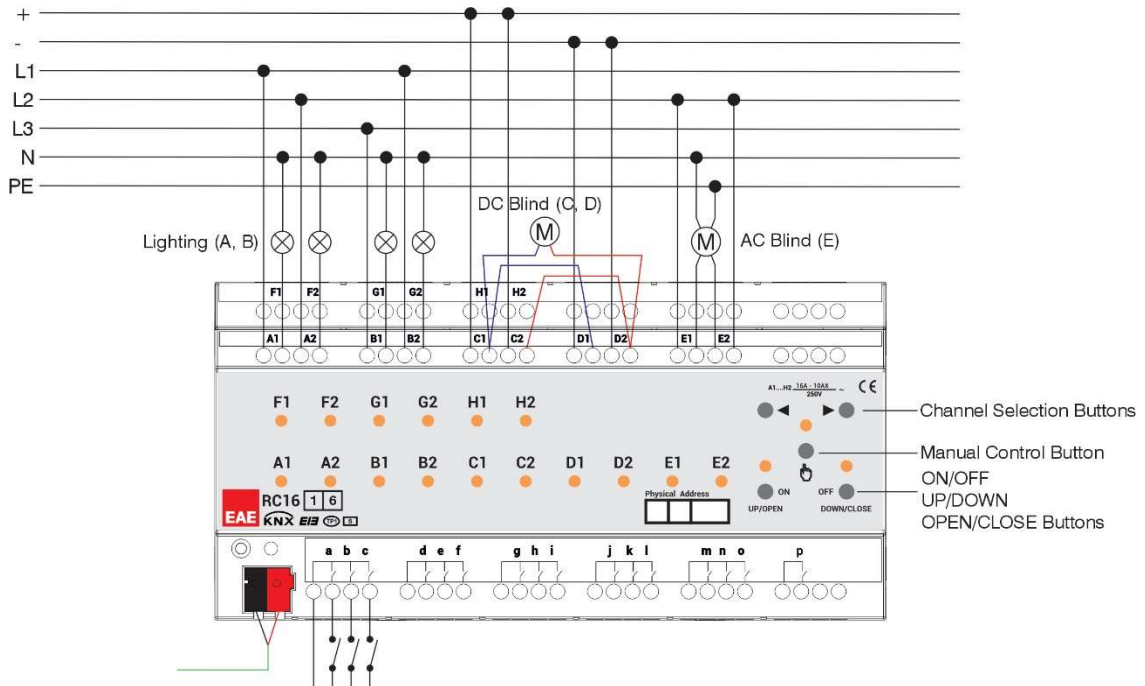 +
-
L1
L2
L3
N
PE
DC Blind (C, D)
Lighting (A, B)
AC Blind (E)
F1 F2 G1 G2 H1 H2
A1 A2 B1 B2 C1 C2 D1 D2 E1 E2
A1...H2 16A - 10AX ~ CE
250V
F1 F2 G1 G2 H1 H2
Channel Selection Buttons
Manual Control Button
A1 A2 B1 B2 C1 C2 D1 D2 E1 E2
ON/OFF
UP/DOWN
OPEN/CLOSE Buttons
Physical Address
ON OFF
UP/OPEN DOWN/CLOSE
EAE
RC16 1 6
KNX EIB TP1 S
a b c d e f g h i j k l m n o p
M
M